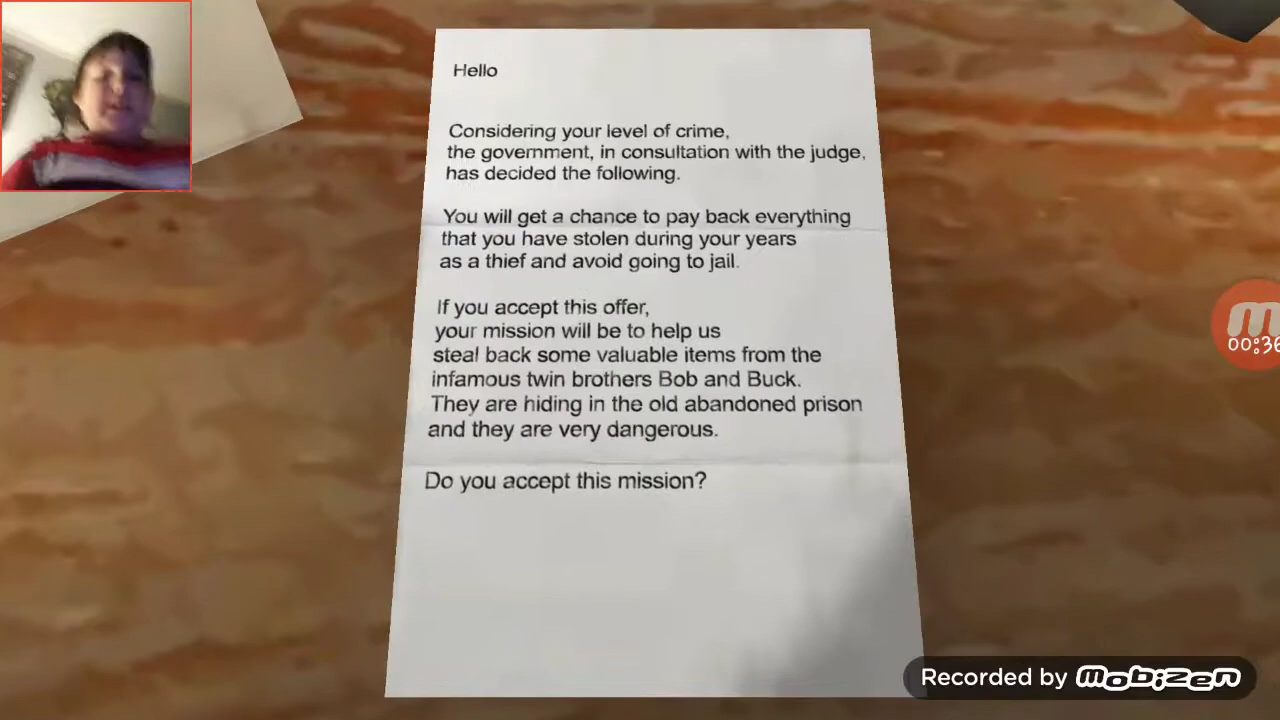 Hello
Considering your level of crime,
the government, in consultation with the judge,
has decided the following.
You will get a chance to pay back everything
that you have stolen during your years
as a thief and avoid going to jail.
If you accept this offer,
your mission will be to help us
steal back some valuable items from the
infamous twin brothers Bob and Buck.
They are hiding in the old abandoned prison
and they are very dangerous.
Do you accept this mission?
00:36
Recorded by mobizen